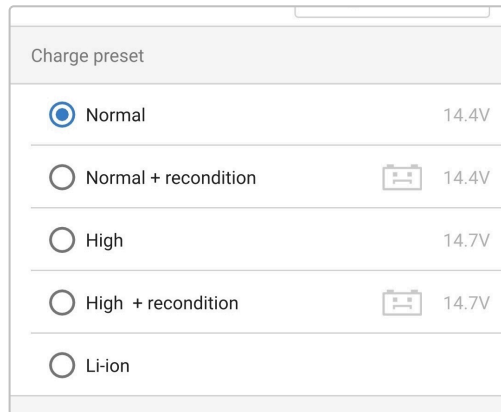 Charge preset
Normal 14.4V
Normal + recondition 14.4V
High 14.7V
High + recondition 14.7V
Li-ion